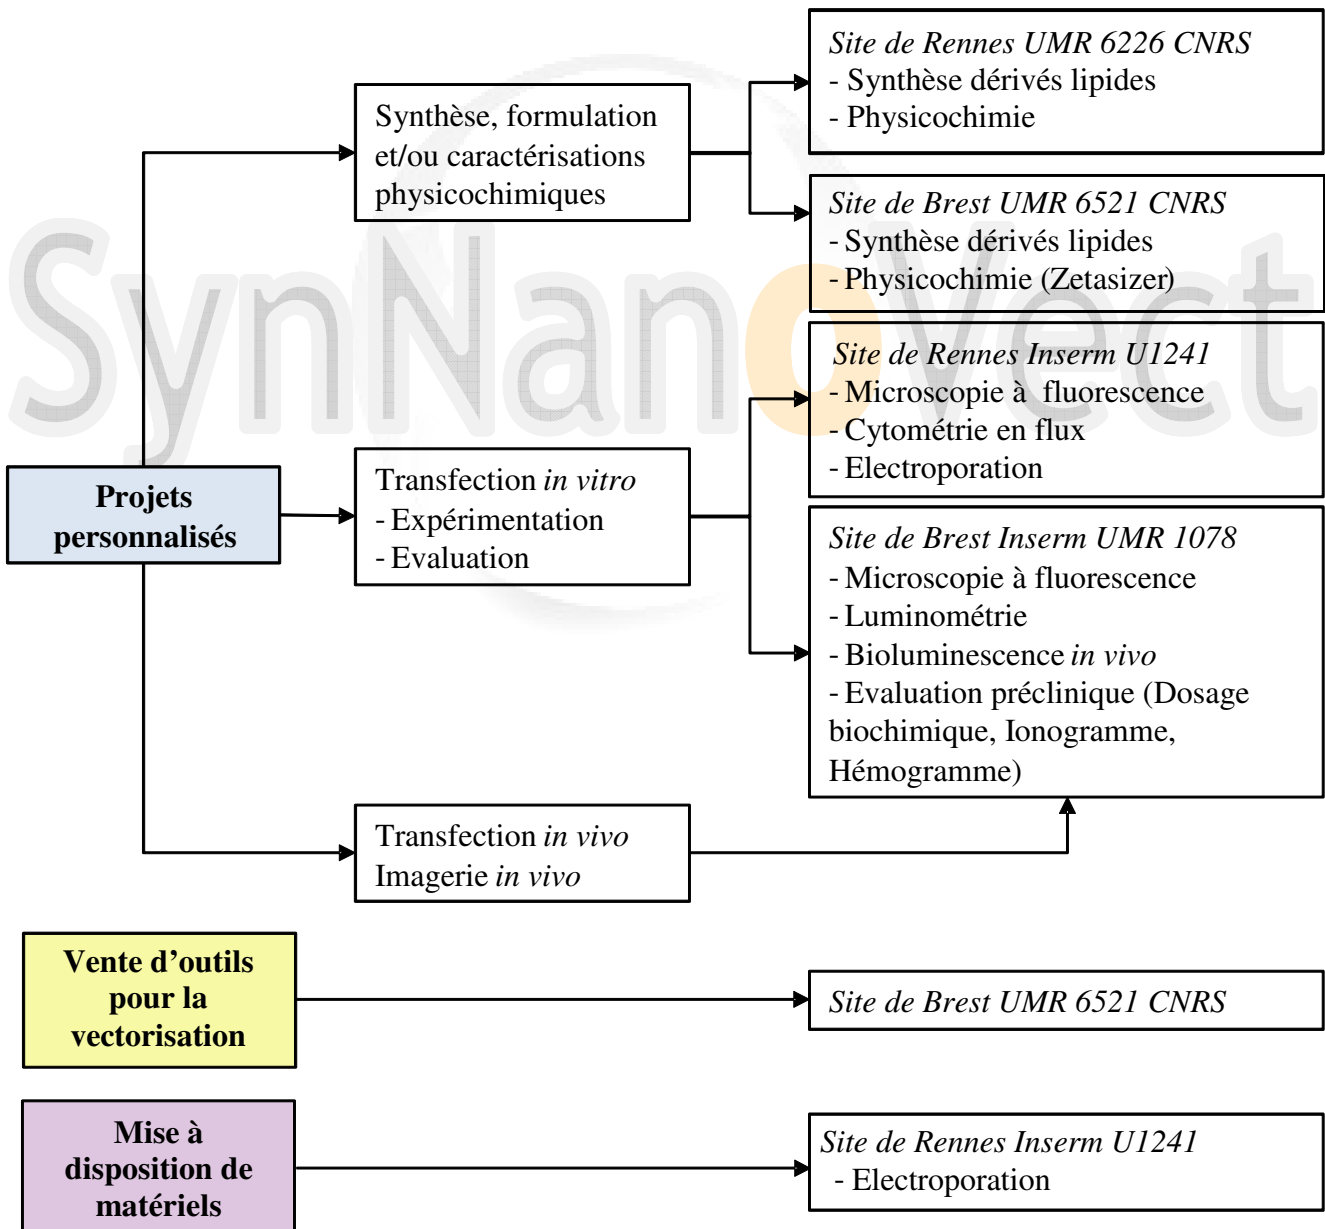 Site de Rennes UMR 6226 CNRS
- Synthèse dérivés lipides
- Physicochimie
Synthèse, formulation
et/ou caractérisations
physicochimiques
Site de Brest UMR 6521 CNRS
- Synthèse dérivés lipides
- Physicochimie (Zetasizer)
SynNanoVect
Site de Rennes Inserm U1241
- Microscopie à fluorescence
- Cytométrie en flux
- Electroporation
Projets
personnalisés
Transfection in vitro
- Expérimentation
- Evaluation
Site de Brest Inserm UMR 1078
- Microscopie à fluorescence
- Luminométrie
- Bioluminescence in vivo
- Evaluation préclinique (Dosage
biochimique, Ionogramme,
Hémogramme)
Transfection in vivo
Imagerie in vivo
Vente d’outils
pour la
vectorisation
Site de Brest UMR 6521 CNRS
Mise à
disposition de
matériels
Site de Rennes Inserm U1241
- Electroporation